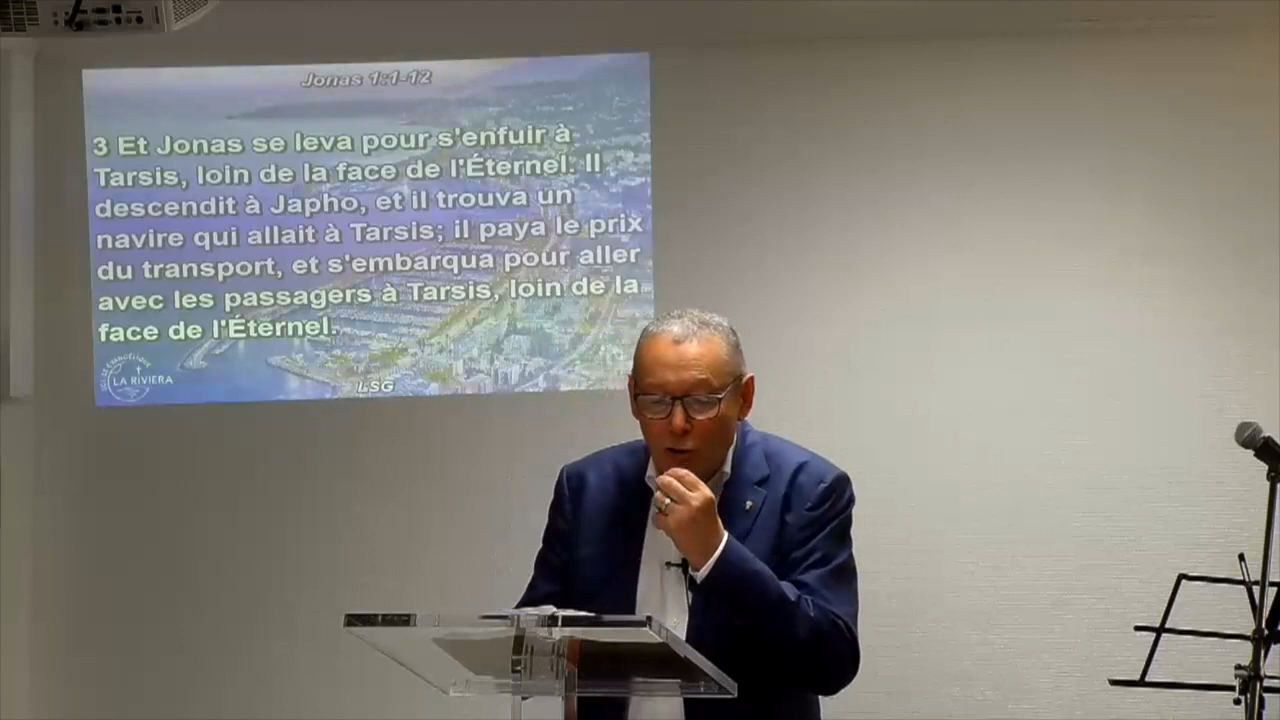 Jonas 1:1-12
3 Et Jonas se leva pour s'enfuir à
Tarsis, loin de la face de l'Éternel. Il
descendit à Japho, et il trouva un
navire qui allait à Tarsis; il paya le prix
du transport, et s'embarqua pour aller
avec les passagers à Tarsis, loin de la
face de l'Éternel.
ÉVANGÉLIQUE
LA RIVIERA
LSG